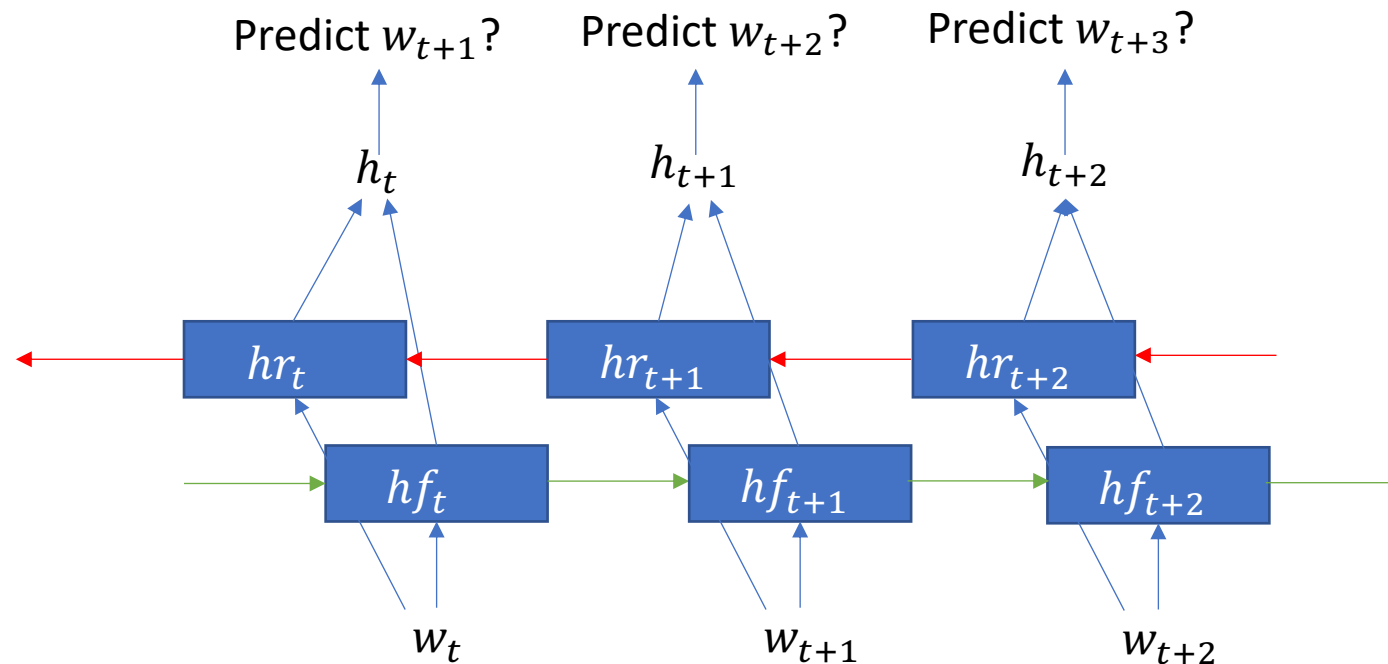 Predict $w_{t+1}$? Predict $w_{t+2}$? Predict $w_{t+3}$?
$h_t$ $h_{t+1}$ $h_{t+2}$
$hr_t$ $hr_{t+1}$ $hr_{t+2}$
$hf_t$ $hf_{t+1}$ $hf_{t+2}$
$w_t$ $w_{t+1}$ $w_{t+2}$